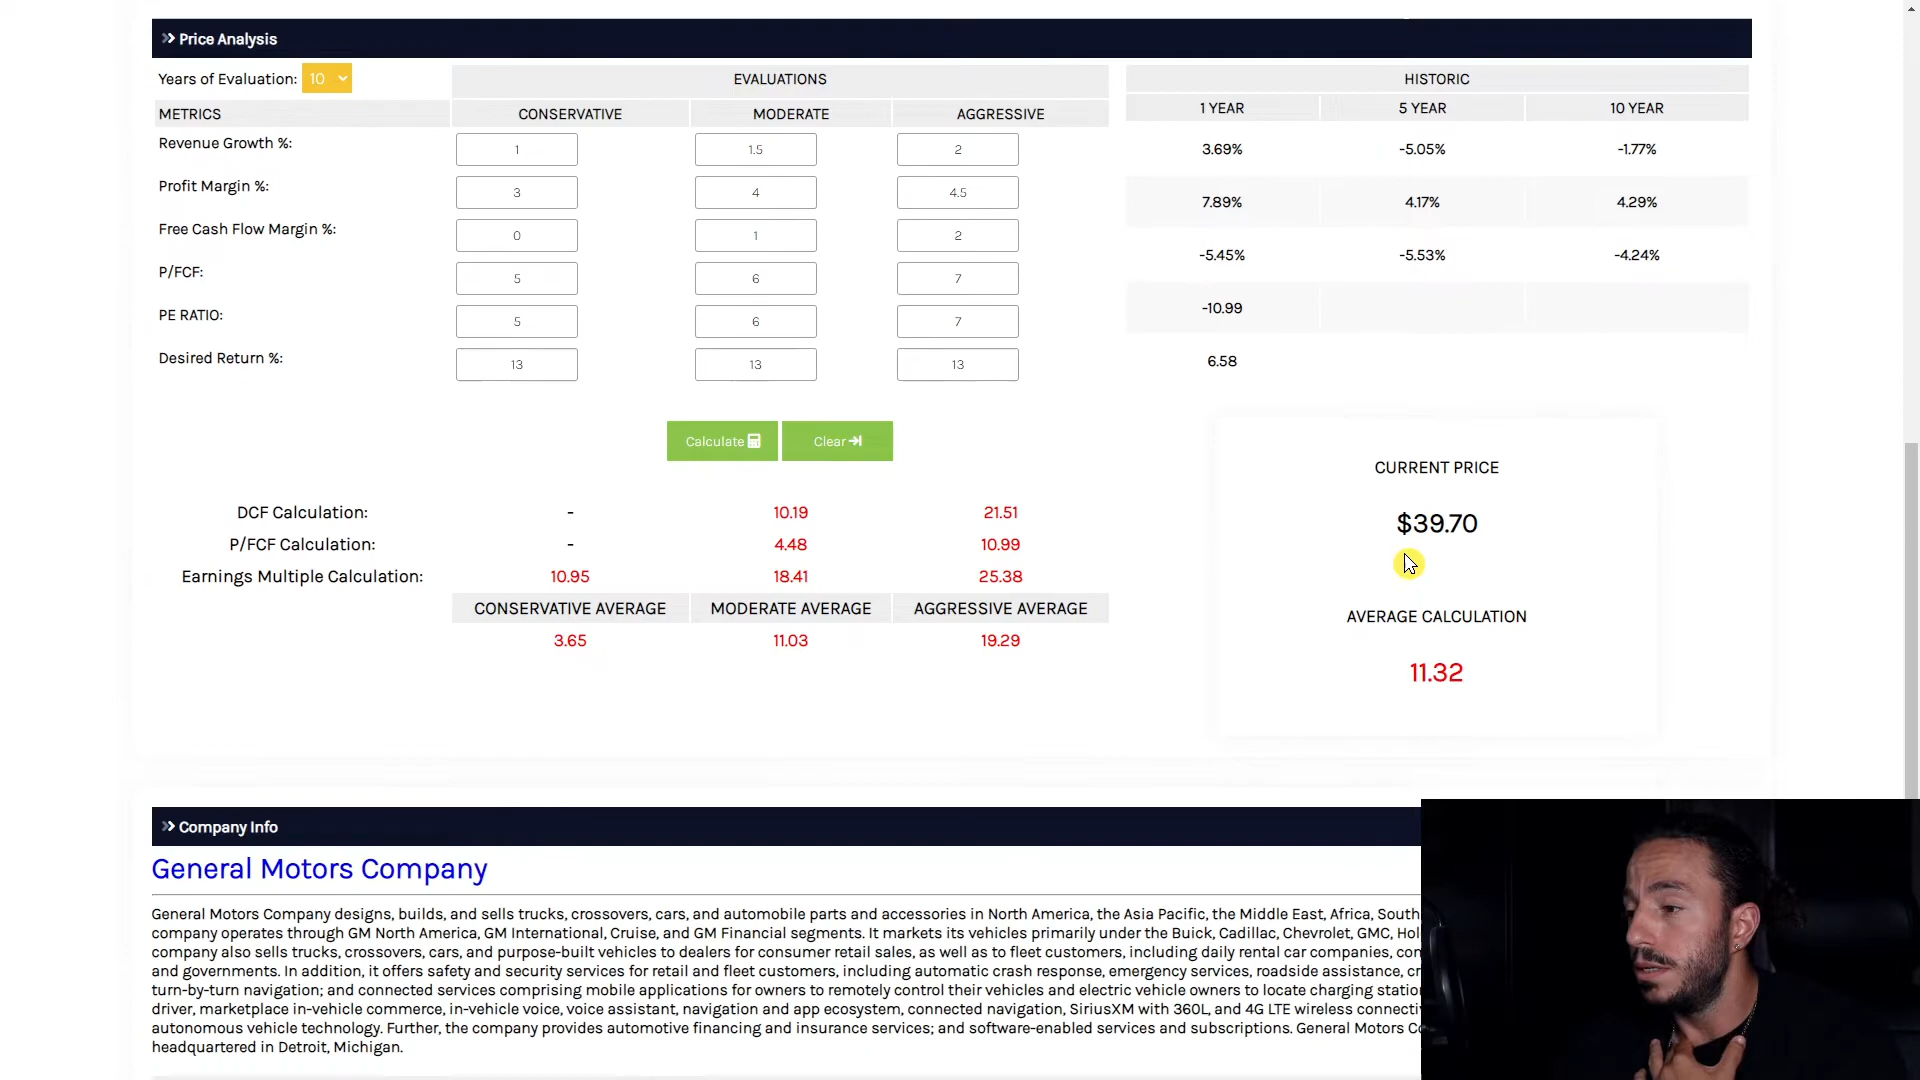 Price Analysis
Years of Evaluation: 10
EVALUATIONS
METRICS CONSERVATIVE MODERATE AGGRESSIVE
Revenue Growth %: 1 1.5 2
Profit Margin %: 3 4 4.5
Free Cash Flow Margin %: 0 1 2
P/FCF: 5 6 7
PE RATIO: 5 6 7
Desired Return %: 13 13 13
HISTORIC
1 YEAR 5 YEAR 10 YEAR
3.69% -5.05% -1.77%
7.89% 4.17% 4.29%
-5.45% -5.53% -4.24%
-10.99
6.58
Calculate Clear
DCF Calculation: - 10.19 21.51
P/FCF Calculation: - 4.48 10.99
Earnings Multiple Calculation: 10.95 18.41 25.38
CONSERVATIVE AVERAGE MODERATE AVERAGE AGGRESSIVE AVERAGE
3.65 11.03 19.29
CURRENT PRICE
$39.70
AVERAGE CALCULATION
11.32
Company Info
General Motors Company
General Motors Company designs, builds, and sells trucks, crossovers, cars, and automobile parts and accessories in North America, the Asia Pacific, the Middle East, Africa, South
company operates through GM North America, GM International, Cruise, and GM Financial segments. It markets its vehicles primarily under the Buick, Cadillac, Chevrolet, GMC, Hol
company also sells trucks, crossovers, cars, and purpose-built vehicles to dealers for consumer retail sales, as well as to fleet customers, including daily rental car companies, con
and governments. In addition, it offers safety and security services for retail and fleet customers, including automatic crash response, emergency services, roadside assistance, cr
turn-by-turn navigation; and connected services comprising mobile applications for owners to remotely control their vehicles and electric vehicle owners to locate charging statio
driver, marketplace in-vehicle commerce, in-vehicle voice, voice assistant, navigation and app ecosystem, connected navigation, SiriusXM with 360L, and 4G LTE wireless connecti
autonomous vehicle technology. Further, the company provides automotive financing and insurance services; and software-enabled services and subscriptions. General Motors Co
headquartered in Detroit, Michigan.